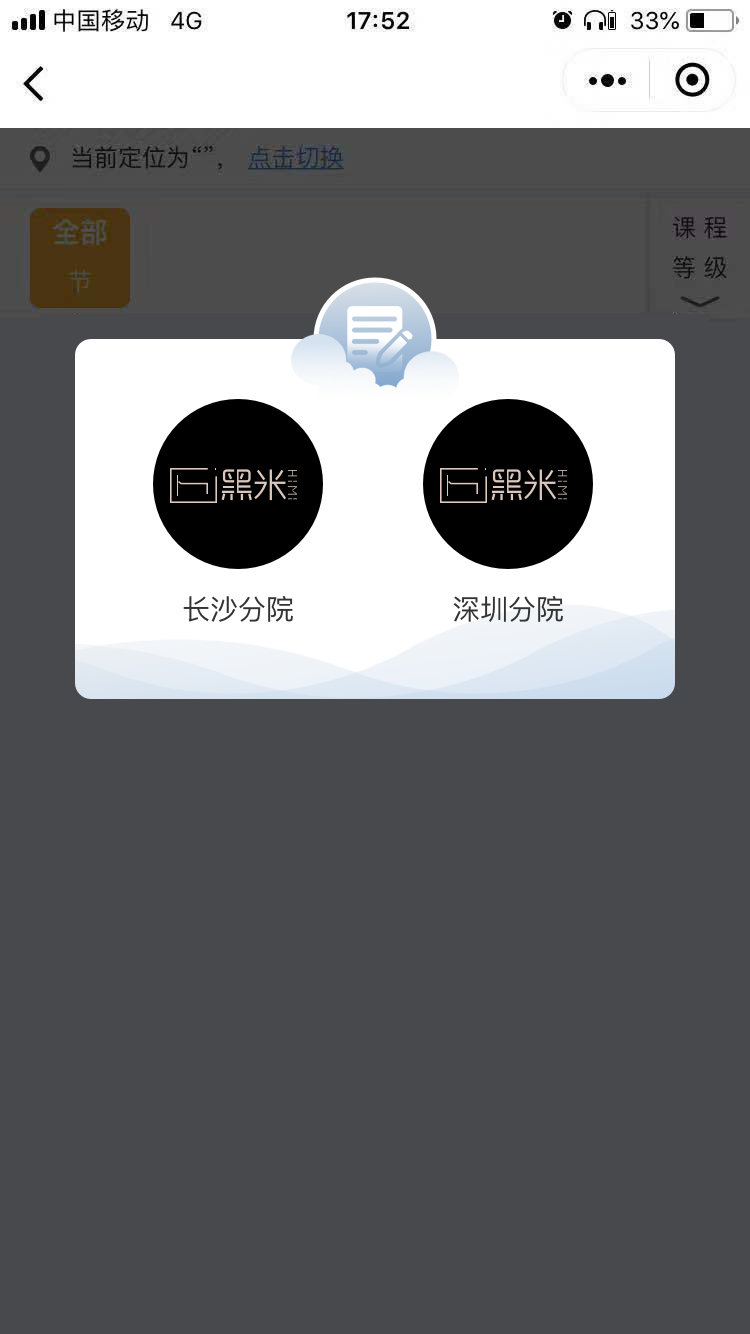 中国移动 4G 17:52 33%
当前定位为“”， 点击切换
全部
节
课 程
等 级
黑米 HIMI
黑米 HIMI
长沙分院
深圳分院